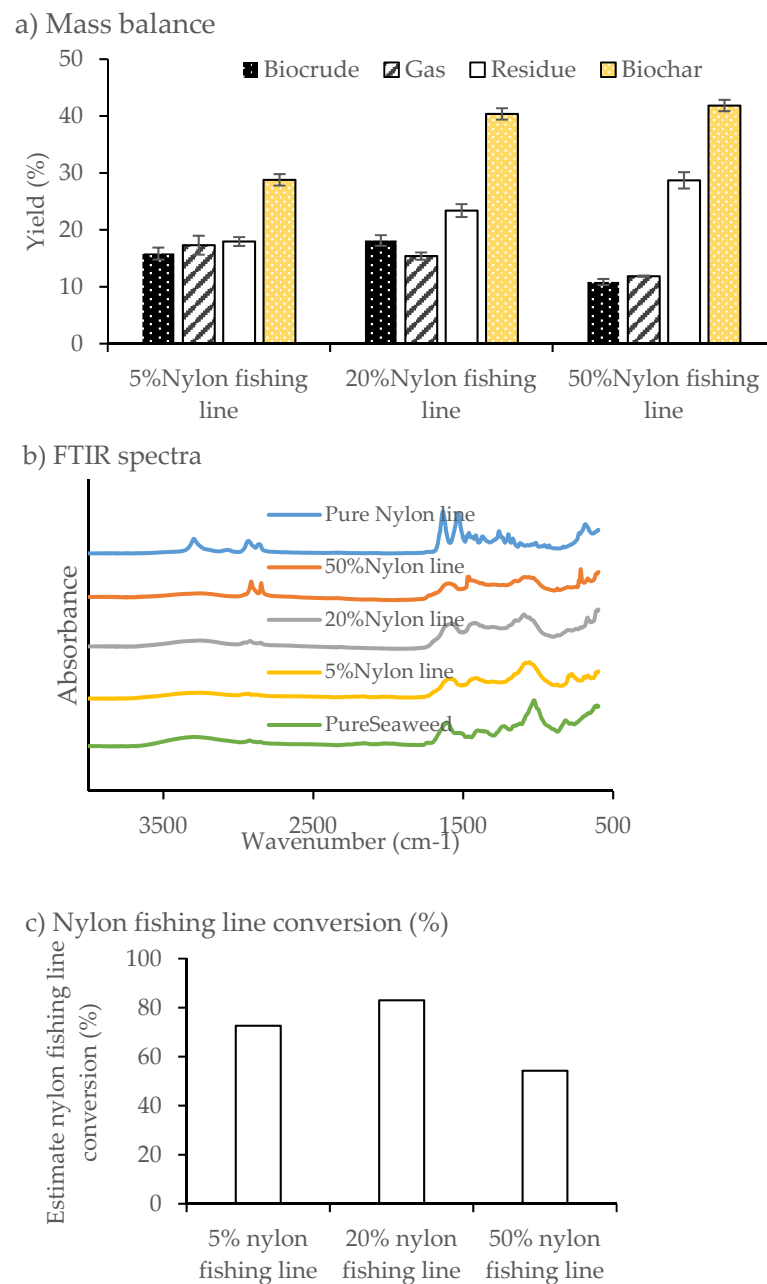 a) Mass balance
50
40
30
20
10
0
Yield (%)
Biocrude Gas Residue Biochar
5%Nylon fishing line
20%Nylon fishing line
50%Nylon fishing line
b) FTIR spectra
Absorbance
Pure Nylon line
50%Nylon line
20%Nylon line
5%Nylon line
PureSeaweed
3500 2500 1500 500
Wavenumber (cm-1)
c) Nylon fishing line conversion (%)
Estimate nylon fishing line
conversion (%)
100
80
60
40
20
0
5% nylon fishing line
20% nylon fishing line
50% nylon fishing line